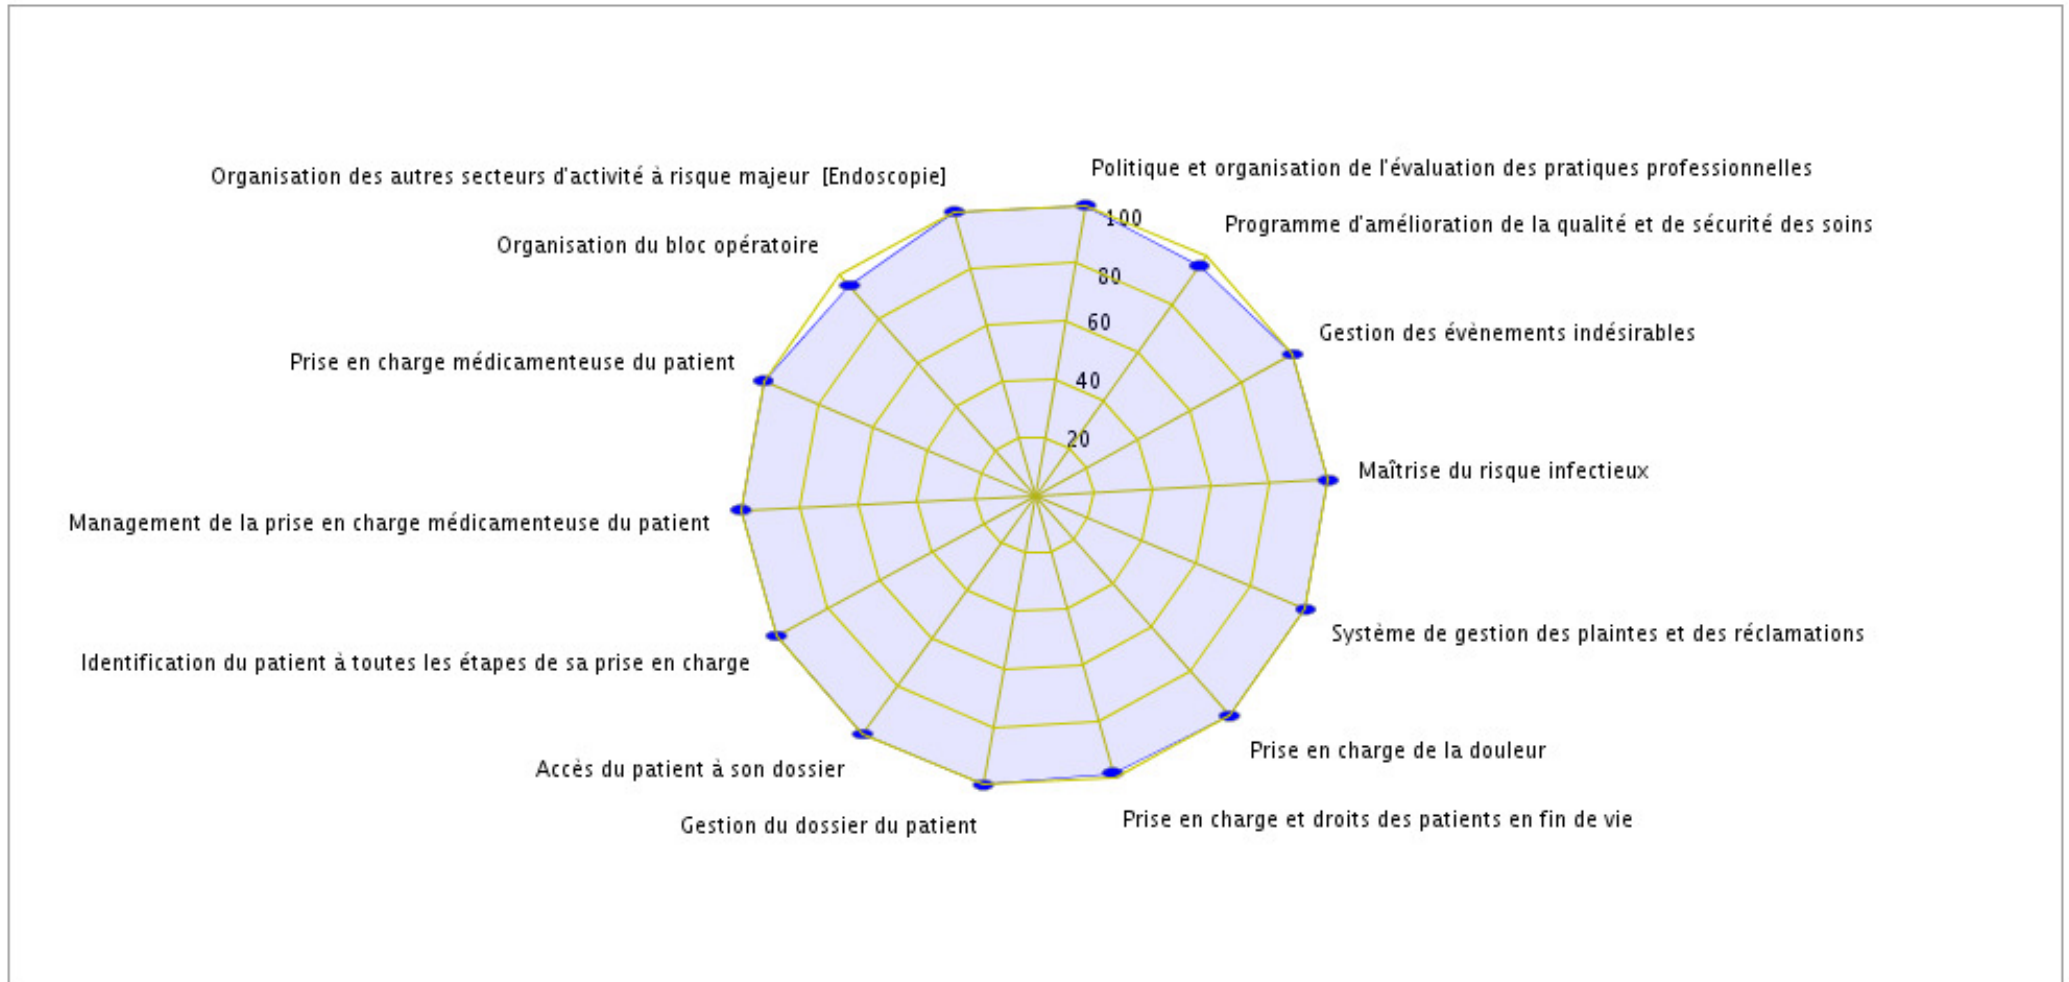 Politique et organisation de l'évaluation des pratiques professionnelles
Organisation des autres secteurs d'activité à risque majeur [Endoscopie]
100
Programme d'amélioration de la qualité et de sécurité des soins
Organisation du bloc opératoire
80
60
Gestion des évènements indésirables
Prise en charge médicamenteuse du patient
40
20
Maîtrise du risque infectieux
Management de la prise en charge médicamenteuse du patient
Système de gestion des plaintes et des réclamations
Identification du patient à toutes les étapes de sa prise en charge
Prise en charge de la douleur
Accès du patient à son dossier
Prise en charge et droits des patients en fin de vie
Gestion du dossier du patient